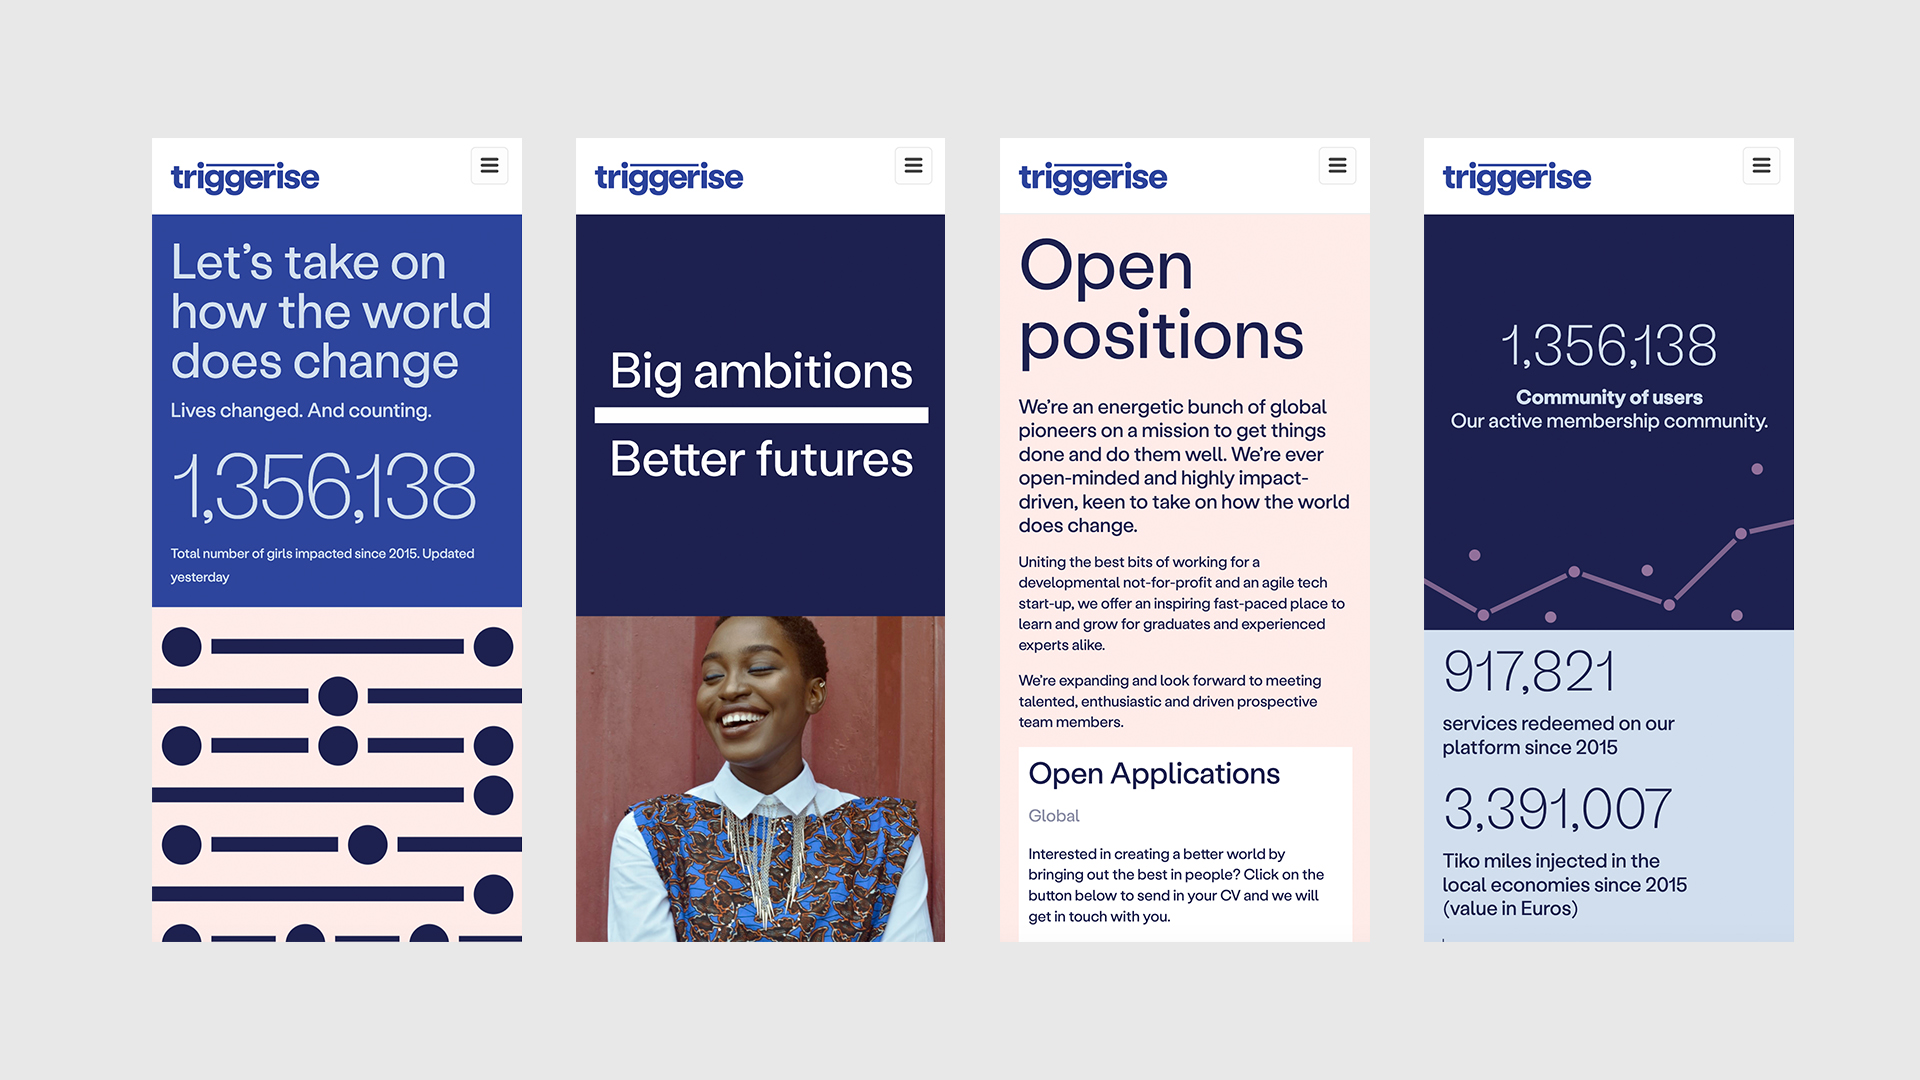 triggerise
Let's take on
how the world
does change
Lives changed. And counting.
1,356,138
Total number of girls impacted since 2015. Updated
yesterday
triggerise
Big ambitions
Better futures
triggerise
Open
positions
We're an energetic bunch of global
pioneers on a mission to get things
done and do them well. We're ever
open-minded and highly impact-
driven, keen to take on how the world
does change.
Uniting the best bits of working for a
developmental not-for-profit and an agile tech
start-up, we offer an inspiring fast-paced place to
learn and grow for graduates and experienced
experts alike.
We're expanding and look forward to meeting
talented, enthusiastic and driven prospective
team members.
Open Applications
Global
Interested in creating a better world by
bringing out the best in people? Click on the
button below to send in your CV and we will
get in touch with you.
triggerise
1,356,138
Community of users
Our active membership community.
917,821
services redeemed on our
platform since 2015
3,391,007
Tiko miles injected in the
local economies since 2015
(value in Euros)